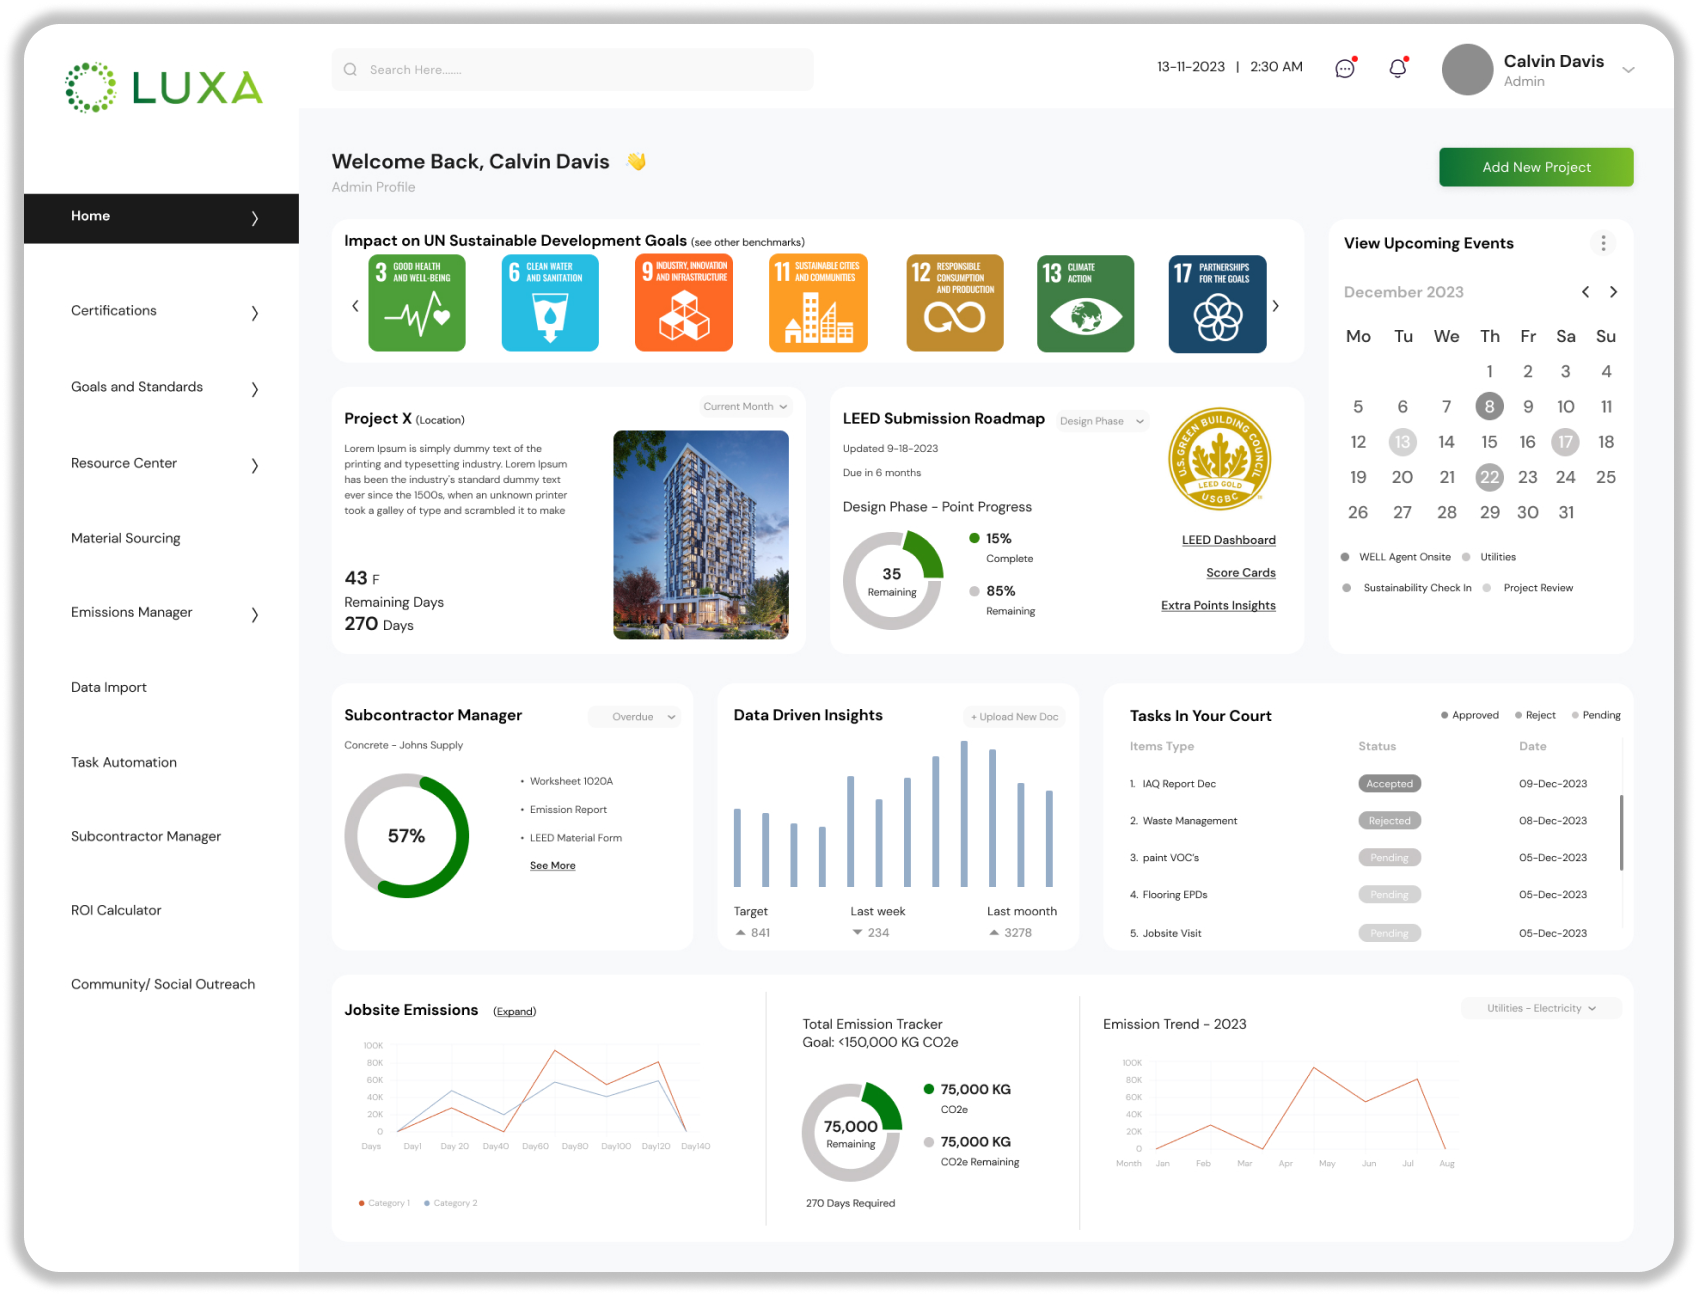 LUXA
Search Here......
13-11-2023 | 2:30 AM
Calvin Davis
Admin
Home
Certifications
Goals and Standards
Resource Center
Material Sourcing
Emissions Manager
Data Import
Task Automation
Subcontractor Manager
ROI Calculator
Community/ Social Outreach
Welcome Back, Calvin Davis 👋
Admin Profile
Add New Project
Impact on UN Sustainable Development Goals (see other benchmarks)
3 GOOD HEALTH
AND WELL-BEING
6 CLEAN WATER
AND SANITATION
9 INDUSTRY, INNOVATION
AND INFRASTRUCTURE
11 SUSTAINABLE CITIES
AND COMMUNITIES
12 RESPONSIBLE
CONSUMPTION
AND PRODUCTION
13 CLIMATE
ACTION
17 PARTNERSHIPS
FOR THE GOALS
View Upcoming Events
December 2023
Mo Tu We Th Fr Sa Su
1 2 3 4
5 6 7 8 9 10 11
12 13 14 15 16 17 18
19 20 21 22 23 24 25
26 27 28 29 30 31
WELL Agent Onsite Utilities
Sustainability Check In Project Review
Project X (Location)
Current Month
Lorem Ipsum is simply dummy text of the
printing and typesetting industry. Lorem Ipsum
has been the industry's standard dummy text
ever since the 1500s, when an unknown printer
took a galley of type and scrambled it to make
43 F
Remaining Days
270 Days
LEED Submission Roadmap
Design Phase
Updated 9-18-2023
Due in 6 months
Design Phase - Point Progress
35
Remaining
15%
Complete
85%
Remaining
U.S. GREEN BUILDING COUNCIL
LEED GOLD
USGBC
LEED Dashboard
Score Cards
Extra Points Insights
Subcontractor Manager
Overdue
Concrete - Johns Supply
57%
• Worksheet 1020A
• Emission Report
• LEED Material Form
See More
Data Driven Insights
+ Upload New Doc
Target Last week Last moonth
841 234 3278
Tasks In Your Court
Approved Reject Pending
Items Type Status Date
1. IAQ Report Dec Accepted 09-Dec-2023
2. Waste Management Rejected 08-Dec-2023
3. paint VOC's Pending 05-Dec-2023
4. Flooring EPDs Pending 05-Dec-2023
5. Jobsite Visit Pending 05-Dec-2023
Jobsite Emissions (Expand)
100K
80K
60K
40K
20K
0
Days Day1 Day 20 Day40 Day60 Day80 Day100 Day120 Day140
Category 1 Category 2
Total Emission Tracker
Goal: <150,000 KG CO2e
75,000
Remaining
75,000 KG
CO2e
75,000 KG
CO2e Remaining
270 Days Required
Utilities - Electricity
Emission Trend - 2023
100K
80K
60K
40K
20K
0
Month Jan Feb Mar Apr May Jun Jul Aug